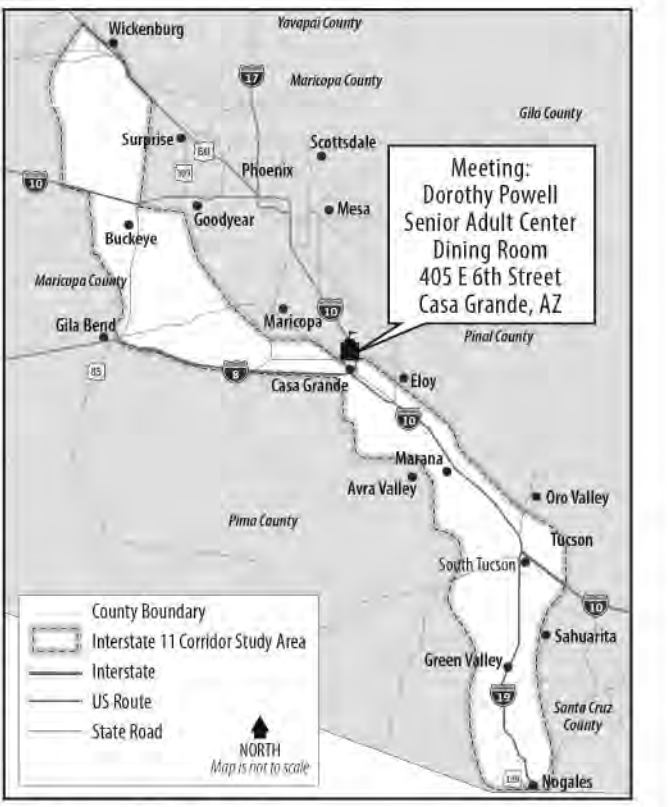 Wickenburg
Yavapai County
17
Maricopa County
Gila County
Surprise
Scottsdale
Phoenix
10
Goodyear
Mesa
Buckeye
Meeting:
Dorothy Powell
Senior Adult Center
Dining Room
405 E 6th Street
Casa Grande, AZ
Maricopa County
Maricopa
10
Gila Bend
Pinal County
85
8
Casa Grande
Eloy
10
Marana
Avra Valley
Oro Valley
Pima County
Tucson
South Tucson
10
Sahuarita
Green Valley
19
Santa Cruz
County
Nogales
County Boundary
Interstate 11 Corridor Study Area
Interstate
US Route
State Road
NORTH
Map is not to scale